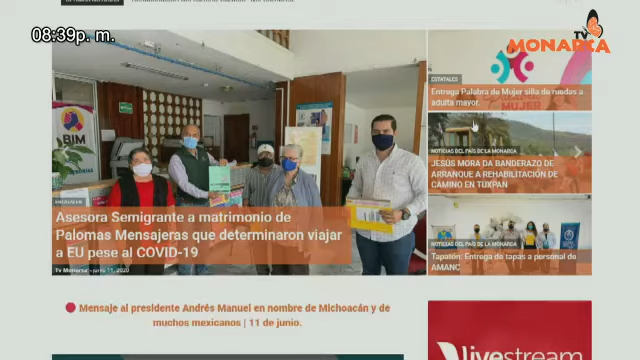 08:39p. m.
TV
MONARCA
BIM
MUJER
ESTATALES
Entrega Palabra de Mujer silla de ruedas a
adulta mayor.
NOTICIAS DEL PAÍS DE LA MONARCA
JESÚS MORA DA BANDERAZO DE
ARRANQUE A REHABILITACIÓN DE
CAMINO EN TUXPAN
Asesora Semigrante a matrimonio de
Palomas Mensajeras que determinaron viajar
a EU pese al COVID-19
Tv Monarca - junio 11, 2020
NOTICIAS DEL PAÍS DE LA MONARCA
Tapatón: Entrega de tapas a personal de
AMANC
Mensaje al presidente Andrés Manuel en nombre de Michoacán y de
muchos mexicanos | 11 de junio.
livestream